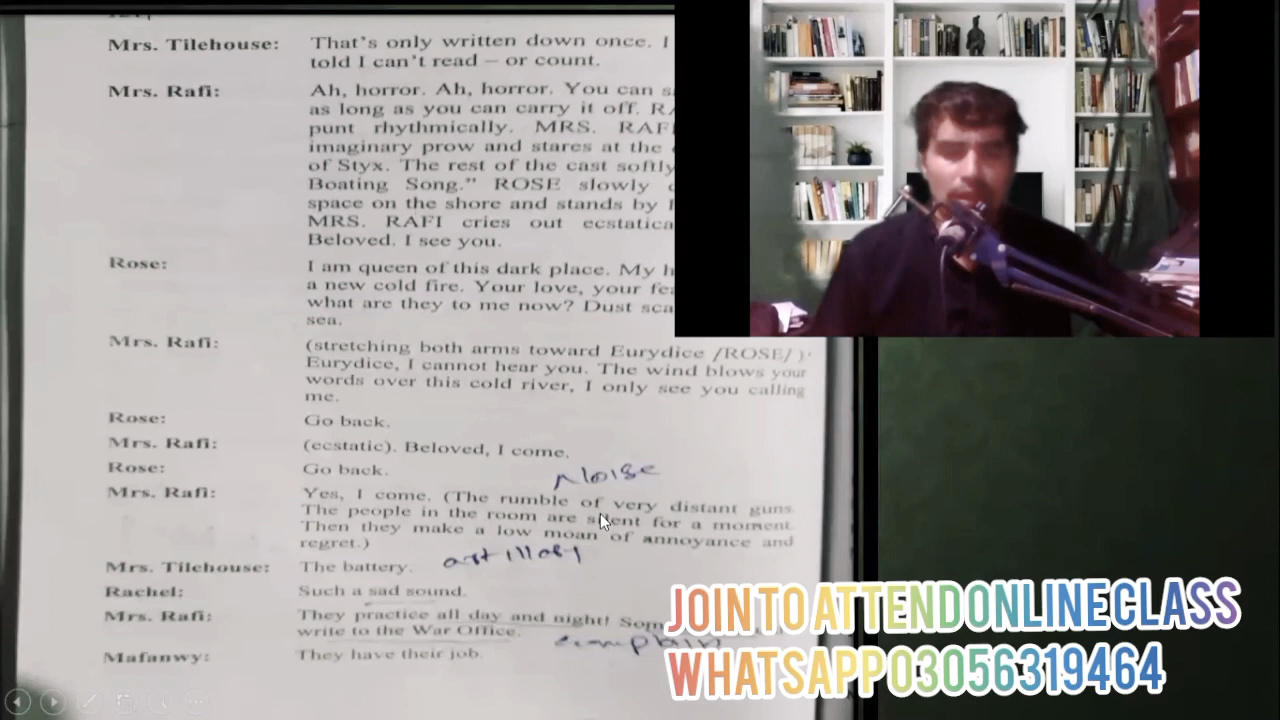 Mrs. Tilehouse: That's only written down once. I
told I can't read – or count.
Mrs. Rafi: Ah, horror. Ah, horror. You can
as long as you can carry it off.
punt rhythmically. MRS. RAFI
imaginary prow and stares at the
of Styx. The rest of the cast softly
Boating Song." ROSE slowly
space on the shore and stands by
MRS. RAFI cries out
Beloved. I see you.
Rose: I am queen of this dark place. My
a new cold fire. Your love, your
what are they to me now? Dust
sea.
Mrs. Rafi: (stretching both arms toward Eurydice /ROSE/ ).
Eurydice, I cannot hear you. The wind blows your
words over this cold river, I only see you calling
me.
Rose: Go back.
Mrs. Rafi: (ecstatic). Beloved, I come.
Rose: Go back.
Noise
Mrs. Rafi: Yes, I come. (The rumble of very distant guns.
The people in the room are silent for a moment.
Then they make a low moan of annoyance and
regret.)
Mrs. Tilehouse: The battery.
Rachel: Such a sad sound.
Mrs. Rafi: They practice all day and night!
write to the War Office.
Mafanwy: They have their job.
JOIN TO ATTEND ONLINE CLASS
WHATSAPP 03056319464